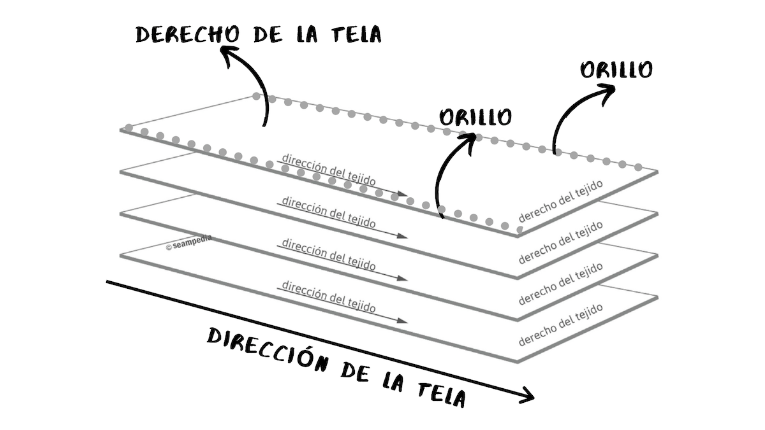 DERECHO DE LA TELA
ORILLO
ORILLO
dirección del tejido
derecho del tejido
dirección del tejido
derecho del tejido
© Seampedia
dirección del tejido
derecho del tejido
dirección del tejido
derecho del tejido
DIRECCIÓN DE LA TELA